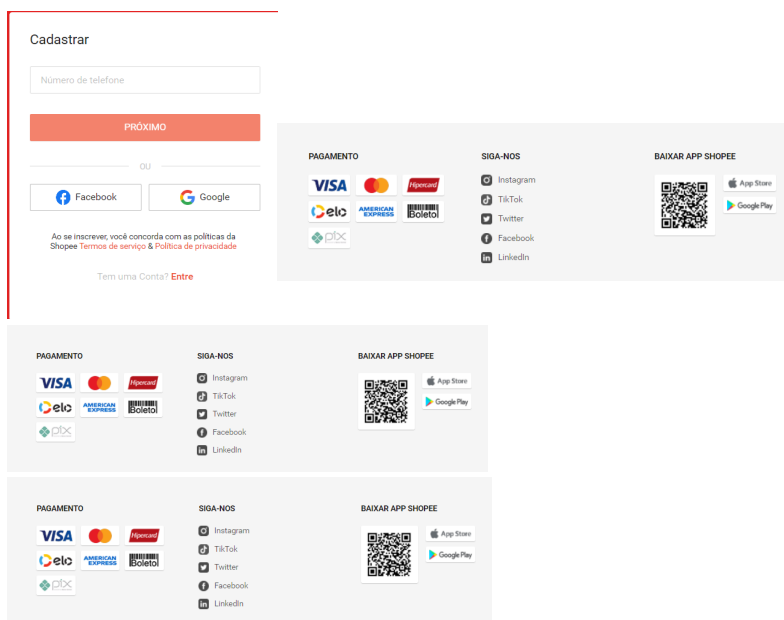 Cadastrar
Número de telefone
PRÓXIMO
OU
Facebook
Google
Ao se inscrever, você concorda com as políticas da
Shopee Termos de serviço & Política de privacidade
Tem uma Conta? Entre
PAGAMENTO
VISA
Hipercard
elo
AMERICAN EXPRESS
Boleto
pix
SIGA-NOS
Instagram
TikTok
Twitter
Facebook
LinkedIn
BAIXAR APP SHOPEE
App Store
Google Play
PAGAMENTO
VISA
Hipercard
elo
AMERICAN EXPRESS
Boleto
pix
SIGA-NOS
Instagram
TikTok
Twitter
Facebook
LinkedIn
BAIXAR APP SHOPEE
App Store
Google Play
PAGAMENTO
VISA
Hipercard
elo
AMERICAN EXPRESS
Boleto
pix
SIGA-NOS
Instagram
TikTok
Twitter
Facebook
LinkedIn
BAIXAR APP SHOPEE
App Store
Google Play